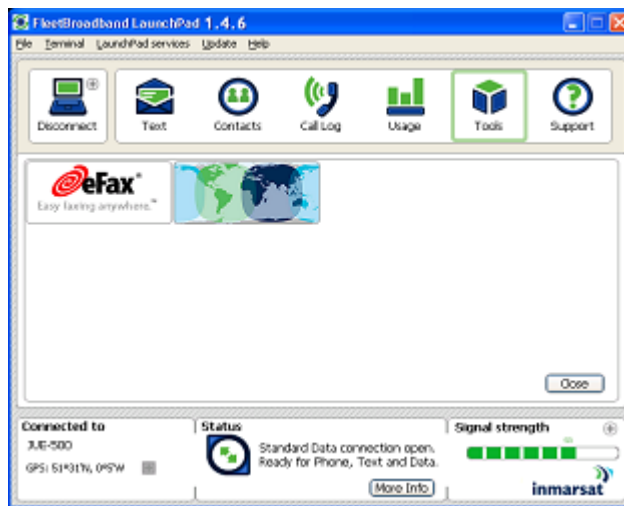 FleetBroadband LaunchPad 1.4.6
File Terminal LaunchPad services Update Help
Disconnect Text Contacts Call Log Usage Tools Support
eFax®
Easy faxing anywhere.™
Close
Connected to
JUE-500
GPS: 51°31'N, 0°5'W
Status
Standard Data connection open.
Ready for Phone, Text and Data.
More Info
Signal strength
inmarsat